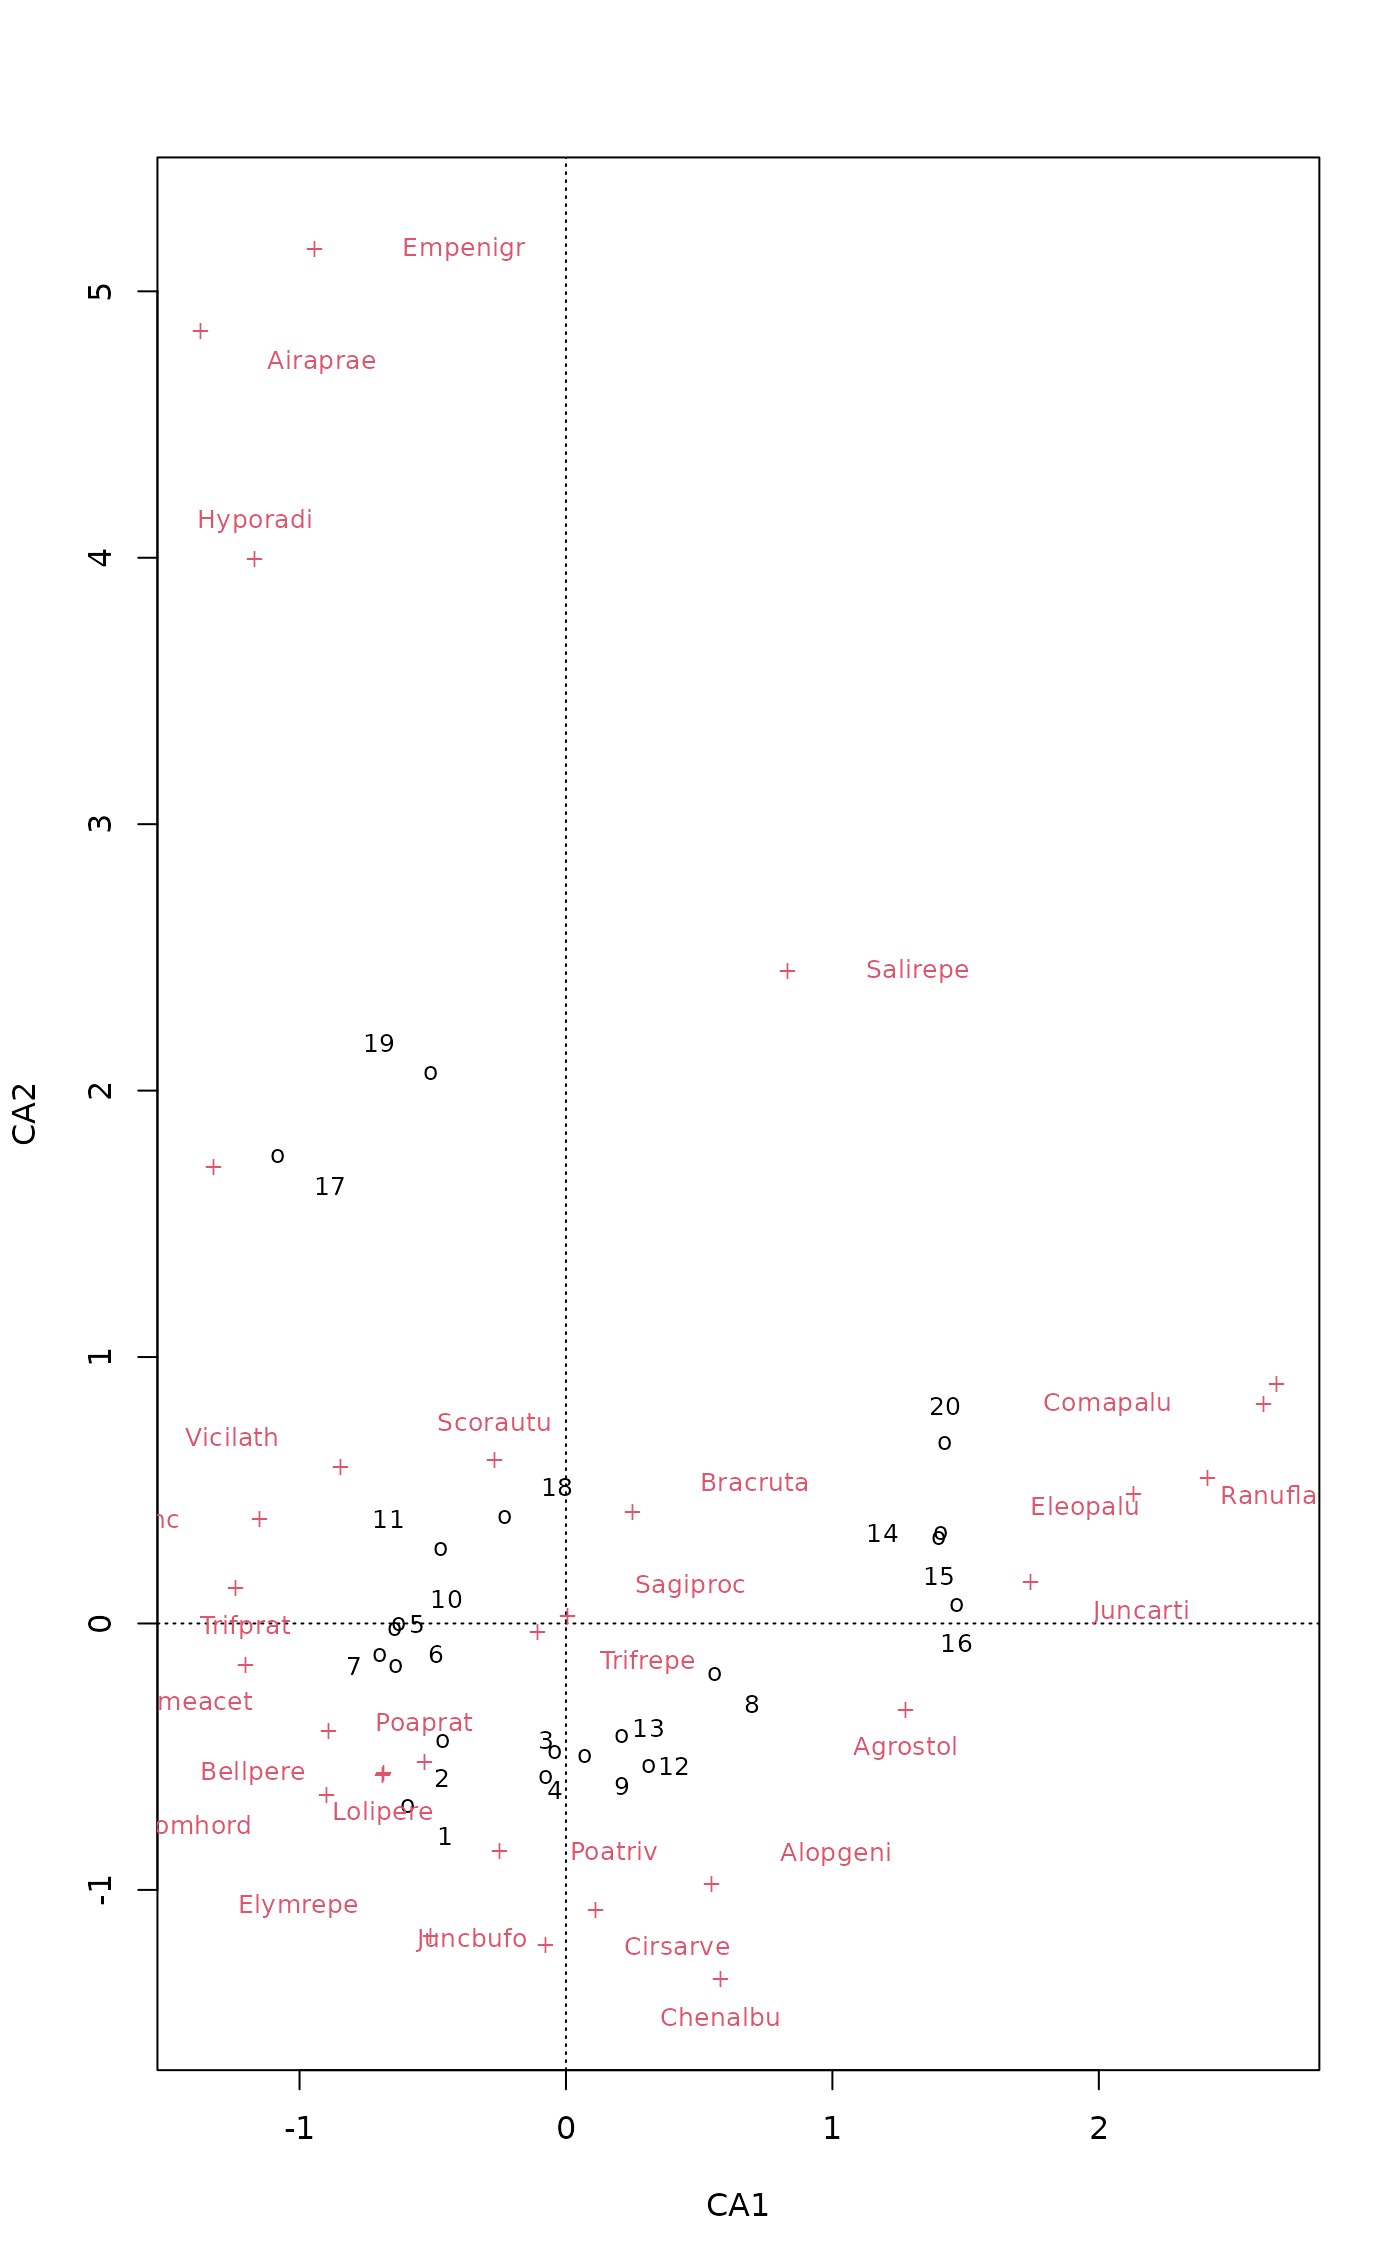 Empenigr
5
Airaprae
Hyporadi
4
3
Salirepe
19
2
CA2
17
1
20
Comapalu
Scorautu
Vicilath
18
Bracruta
Ranufla
Eleopalu
11
nc
14
15
Sagiproc
10
Juncarti
0
Trifprat
5
16
6
7
Trifrepe
meacet
8
Poaprat
13
3
Agrostol
12
Bellpere
2
9
4
Lolipere
omhord
1
Poatriv
Alopgeni
-1
Elymrepe
Juncbufo
Cirsarve
Chenalbu
-1
0
1
2
CA1